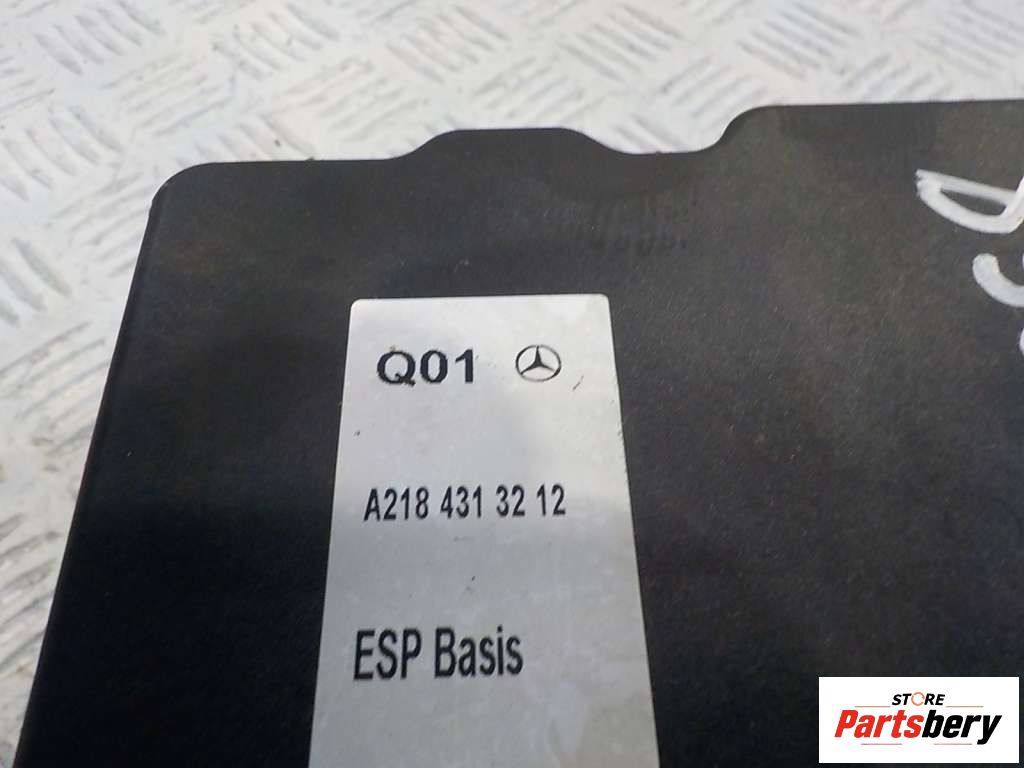 Q01
A218 431 32 12
ESP Basis
STORE
Partsbery